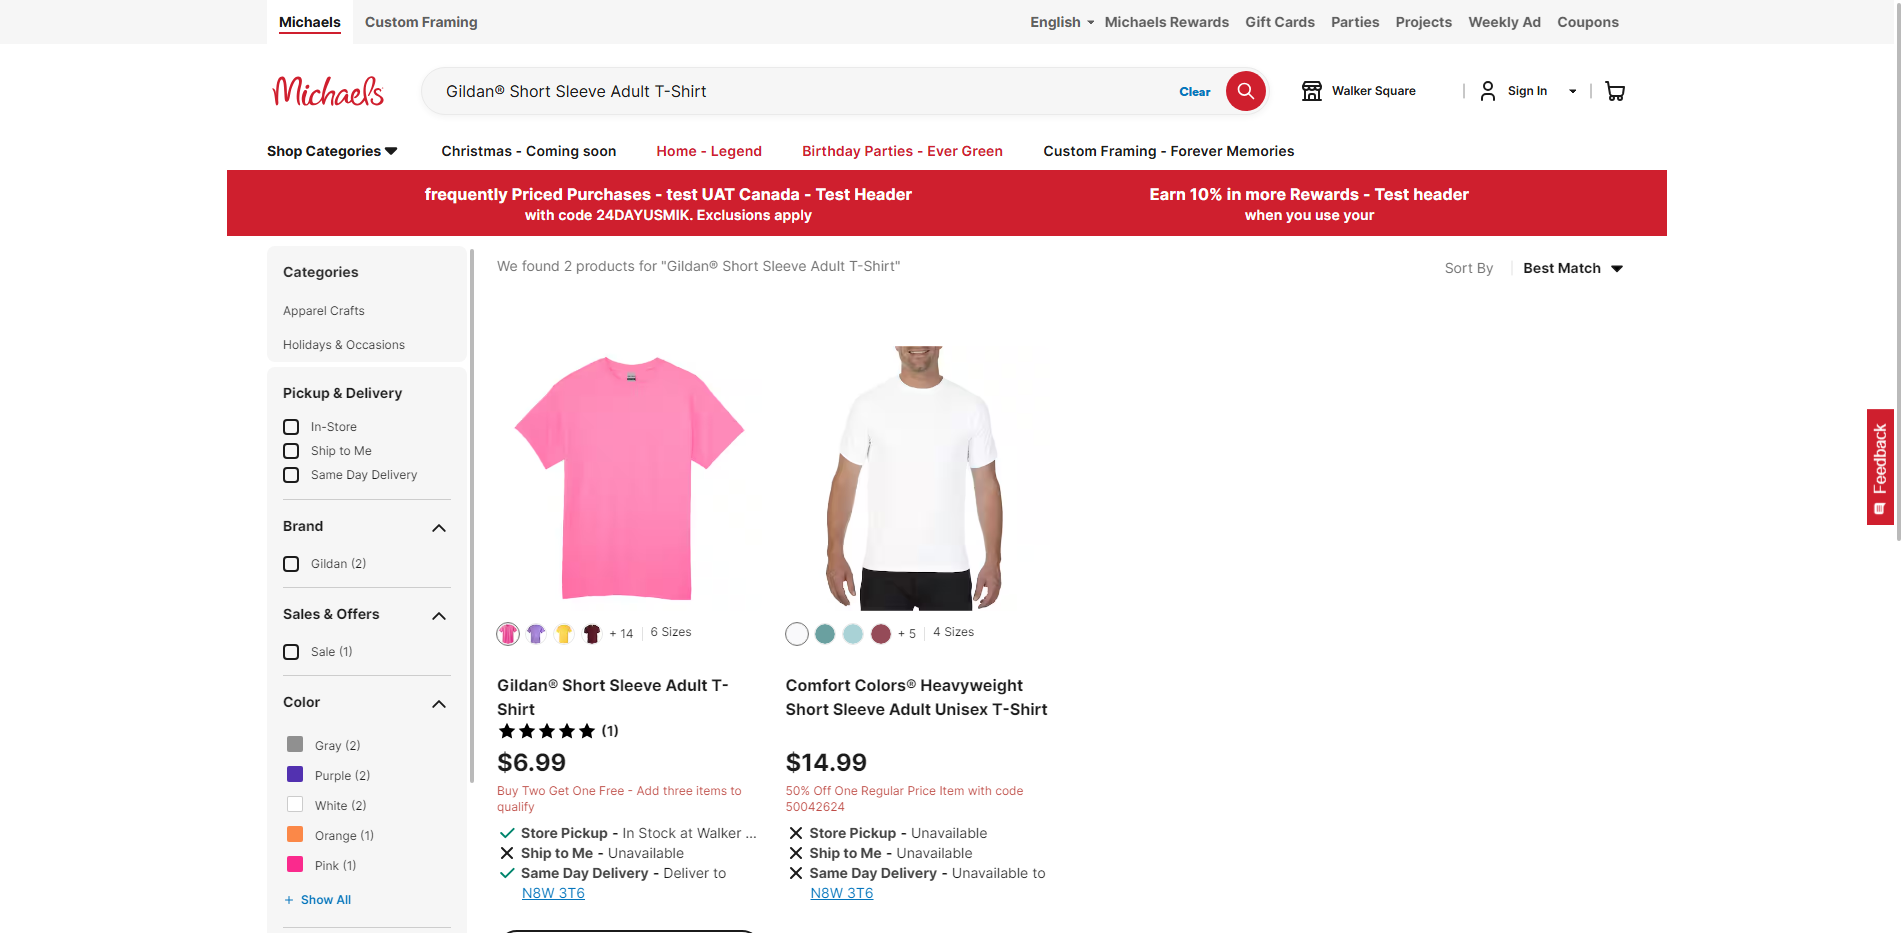 Michaels
Custom Framing
English
Michaels Rewards
Gift Cards
Parties
Projects
Weekly Ad
Coupons
Michaels
Gildan® Short Sleeve Adult T-Shirt
Clear
Walker Square
Sign In
Shop Categories
Christmas - Coming soon
Home - Legend
Birthday Parties - Ever Green
Custom Framing - Forever Memories
frequently Priced Purchases - test UAT Canada - Test Header
with code 24DAYUSMIK. Exclusions apply
Earn 10% in more Rewards - Test header
when you use your
Categories
Apparel Crafts
Holidays & Occasions
Pickup & Delivery
In-Store
Ship to Me
Same Day Delivery
Brand
Gildan (2)
Sales & Offers
Sale (1)
Color
Gray (2)
Purple (2)
White (2)
Orange (1)
Pink (1)
+ Show All
We found 2 products for "Gildan® Short Sleeve Adult T-Shirt"
Sort By
Best Match
+ 14
6 Sizes
Gildan® Short Sleeve Adult T-
Shirt
(1)
$6.99
Buy Two Get One Free - Add three items to
qualify
Store Pickup - In Stock at Walker ...
Ship to Me - Unavailable
Same Day Delivery - Deliver to
N8W 3T6
+ 5
4 Sizes
Comfort Colors® Heavyweight
Short Sleeve Adult Unisex T-Shirt
$14.99
50% Off One Regular Price Item with code
50042624
Store Pickup - Unavailable
Ship to Me - Unavailable
Same Day Delivery - Unavailable to
N8W 3T6
Feedback